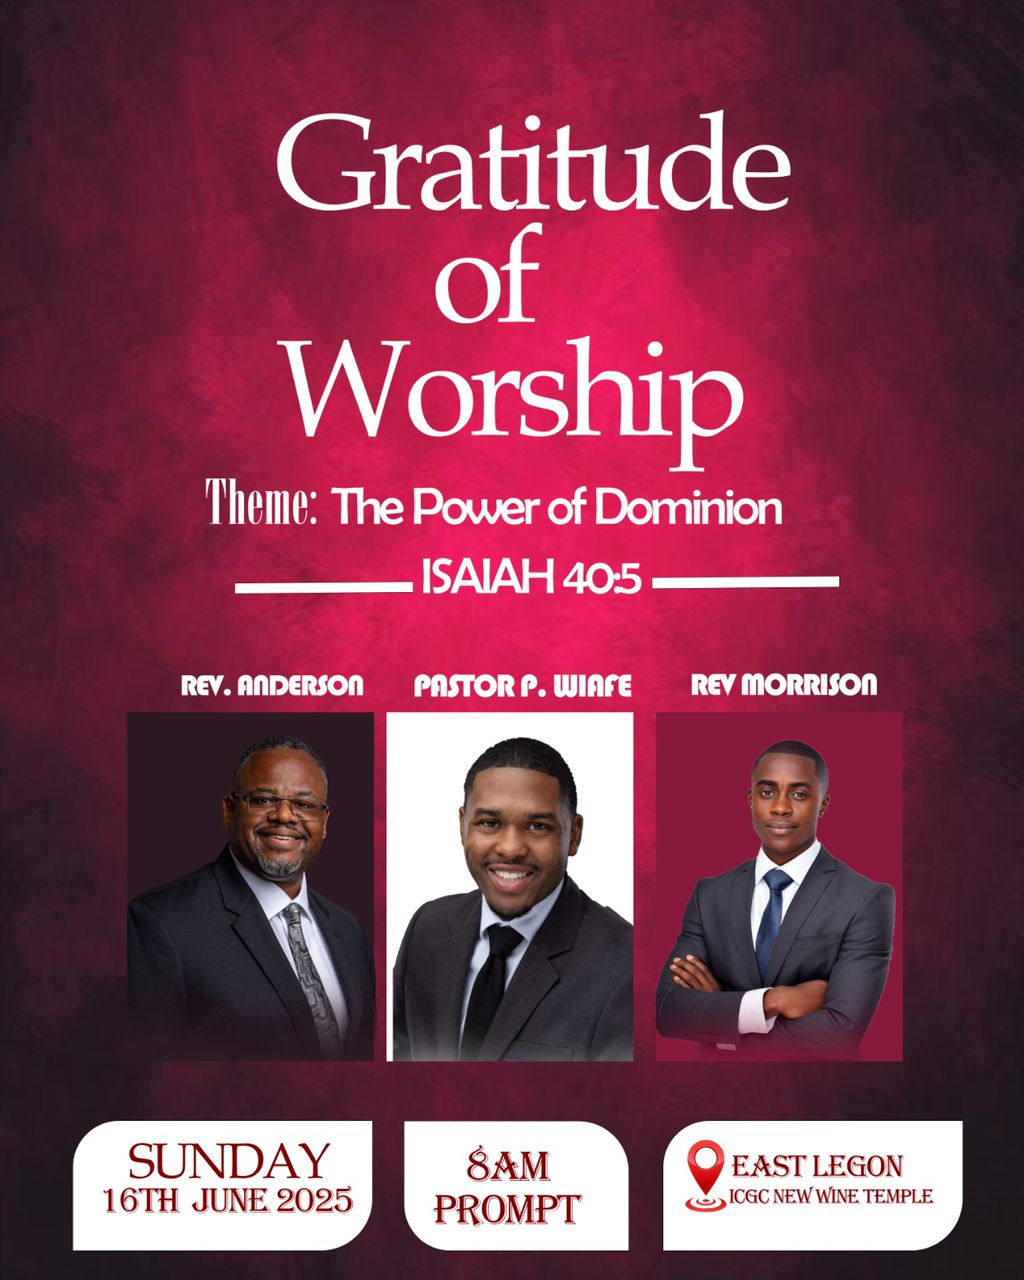 Gratitude
of
Worship
Theme: The Power of Dominion
ISAIAH 40:5
REV. ANDERSON
PASTOR P. WIAFE
REV MORRISON
SUNDAY
16TH JUNE 2025
8AM
PROMPT
EAST LEGON
ICGC NEW WINE TEMPLE